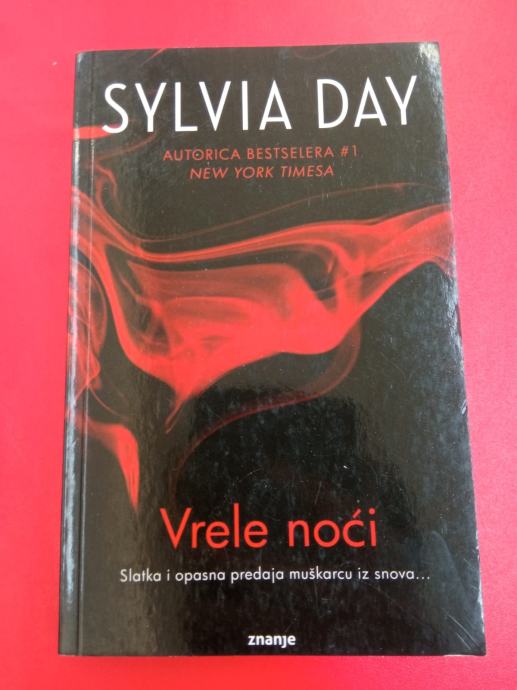 SYLVIA DAY
AUTORICA BESTSELERA #1
NEW YORK TIMESA
Vrele noći
Slatka i opasna predaja muškarcu iz snova...
znanje